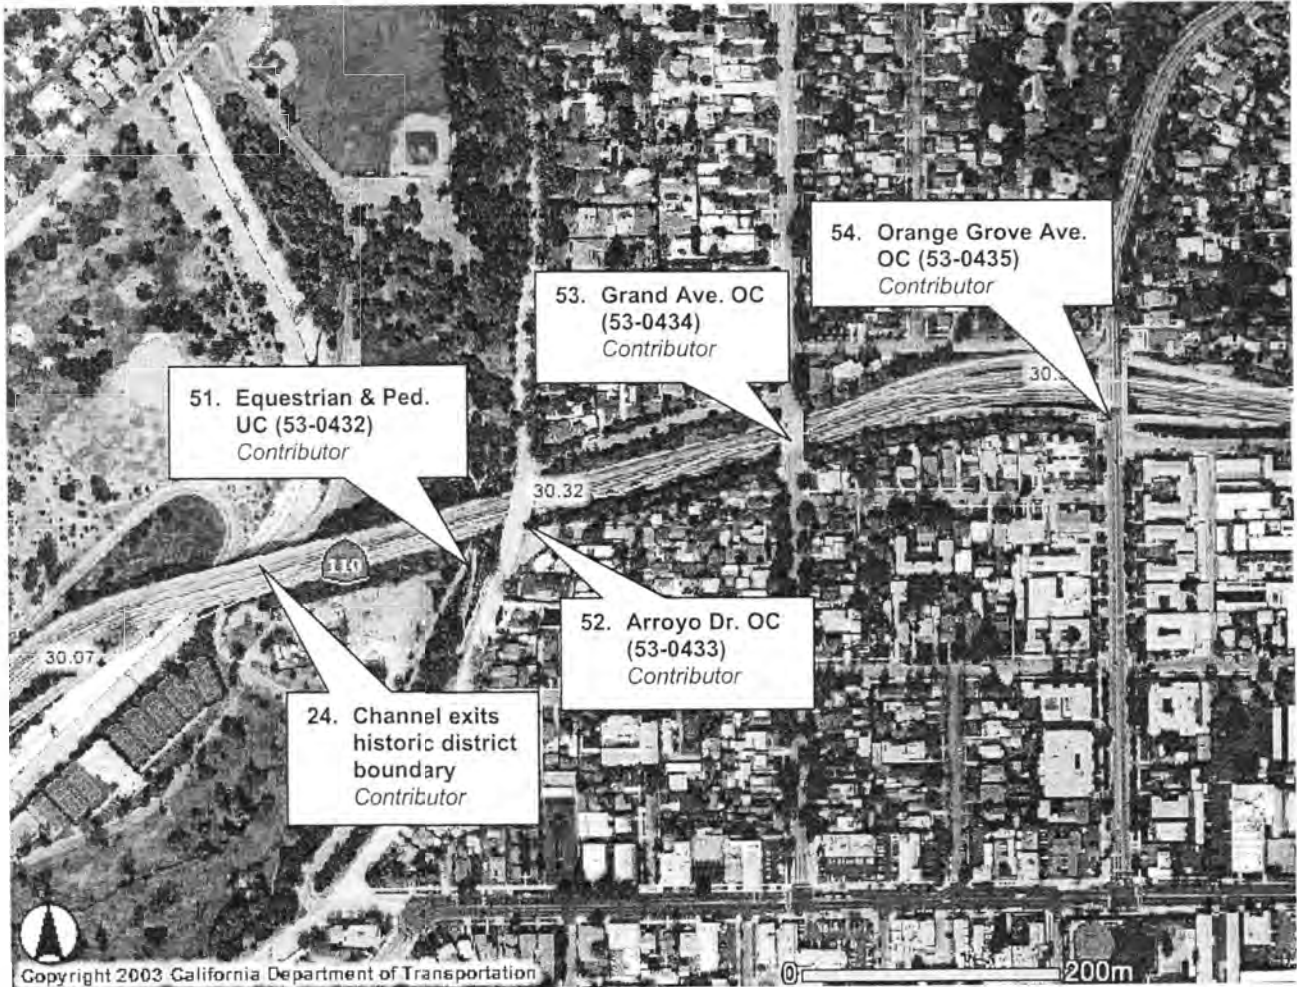 54. Orange Grove Ave.
OC (53-0435)
Contributor
53. Grand Ave. OC
(53-0434)
Contributor
51. Equestrian & Ped.
UC (53-0432)
Contributor
30.32
110
52. Arroyo Dr. OC
(53-0433)
Contributor
30.07
24. Channel exits
historic district
boundary
Contributor
Copyright 2003 California Department of Transportation
0
200m